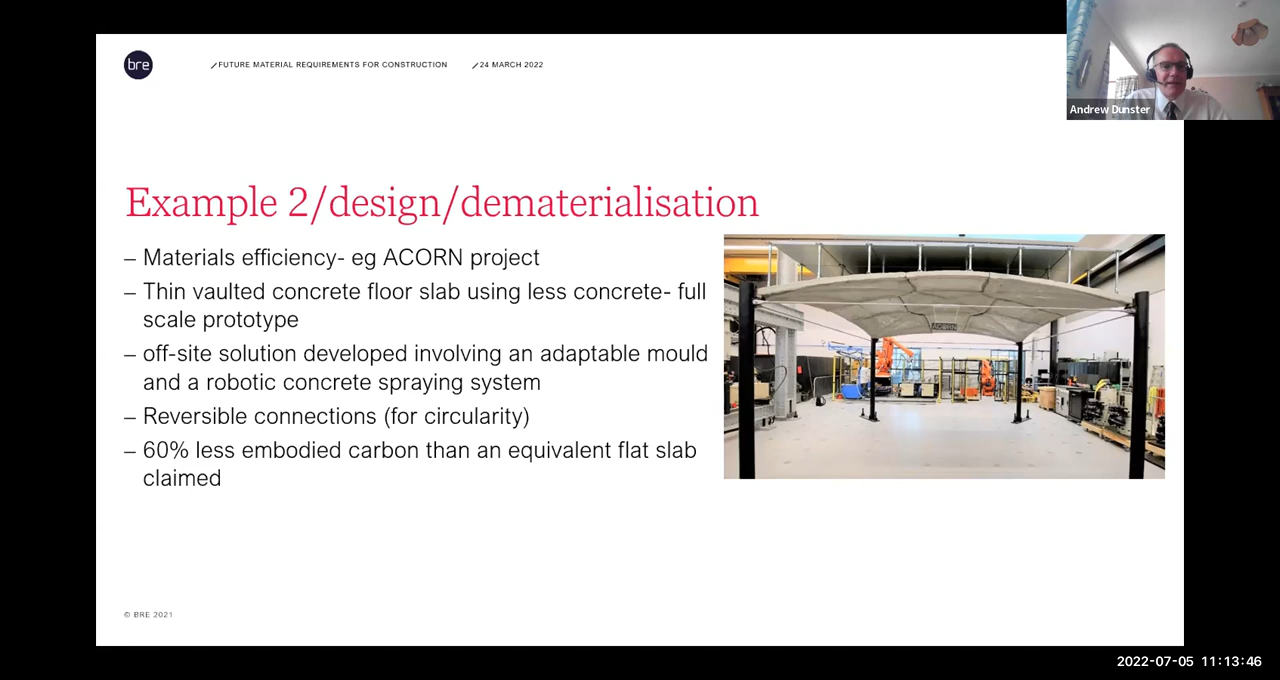 bre
FUTURE MATERIAL REQUIREMENTS FOR CONSTRUCTION
24 MARCH 2022
Andrew Dunster
Example 2/design/dematerialisation
– Materials efficiency- eg ACORN project
– Thin vaulted concrete floor slab using less concrete- full
scale prototype
– off-site solution developed involving an adaptable mould
and a robotic concrete spraying system
– Reversible connections (for circularity)
– 60% less embodied carbon than an equivalent flat slab
claimed
ACORN
© BRE 2021
2022-07-05 11:13:46